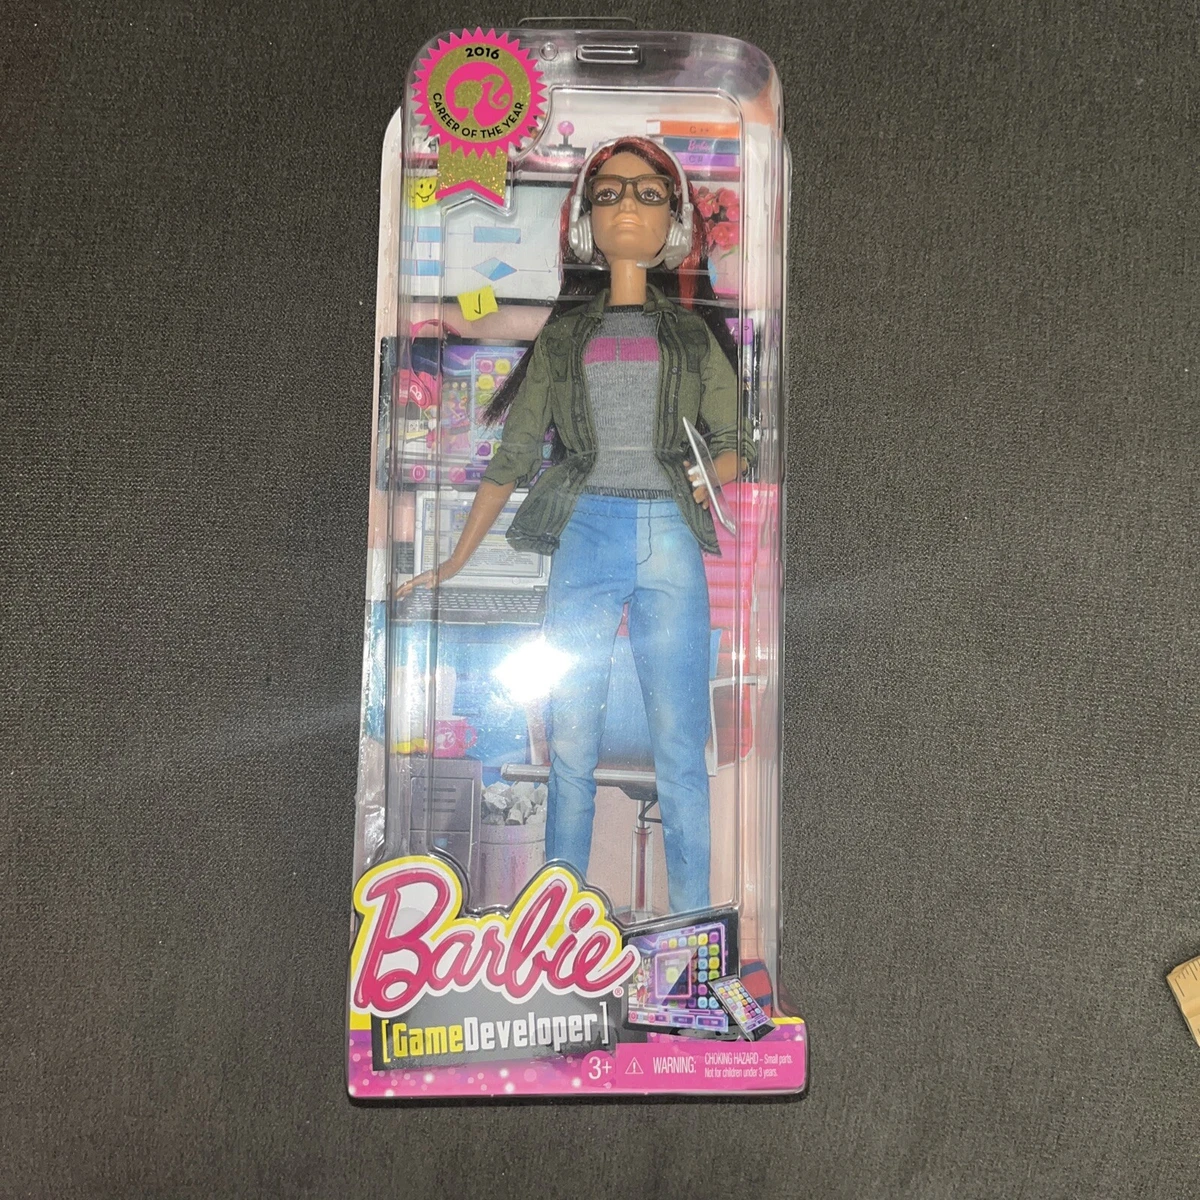 2016
CAREER OF THE YEAR
Barbie®
[GameDeveloper]
3+ ⚠ WARNING: CHOKING HAZARD – Small parts.
Not for children under 3 years.